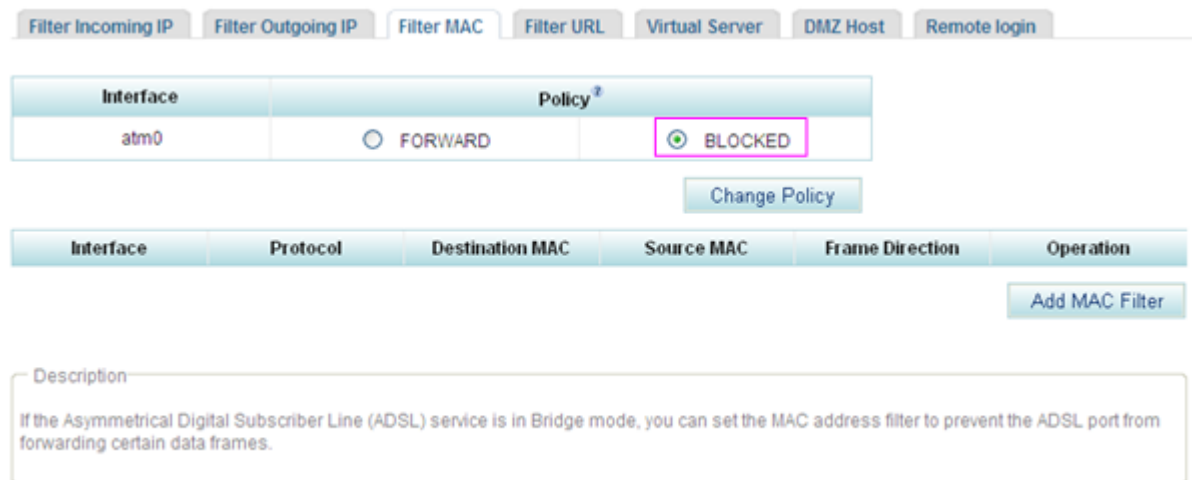 Filter Incoming IP Filter Outgoing IP Filter MAC Filter URL Virtual Server DMZ Host Remote login
Interface Policy ?
atm0 FORWARD BLOCKED
Change Policy
Interface Protocol Destination MAC Source MAC Frame Direction Operation
Add MAC Filter
Description
If the Asymmetrical Digital Subscriber Line (ADSL) service is in Bridge mode, you can set the MAC address filter to prevent the ADSL port from
forwarding certain data frames.